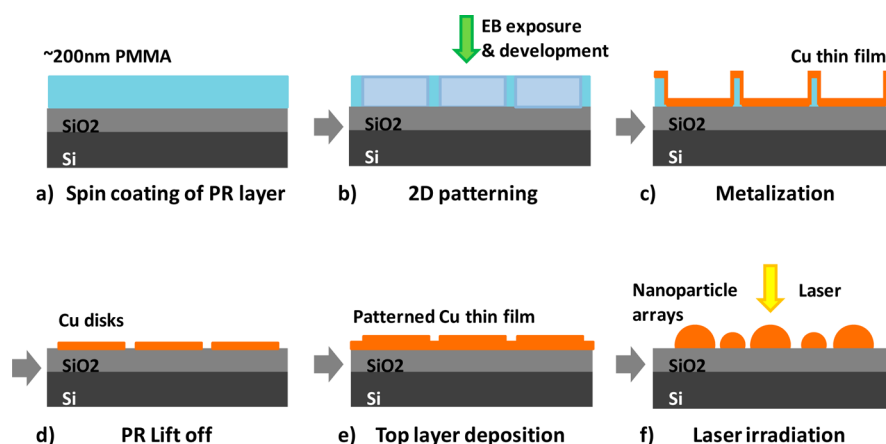 ~200nm PMMA
SiO2
Si
a) Spin coating of PR layer
EB exposure
& development
SiO2
Si
b) 2D patterning
Cu thin film
SiO2
Si
c) Metalization
Cu disks
SiO2
Si
d) PR Lift off
Patterned Cu thin film
SiO2
Si
e) Top layer deposition
Nanoparticle
arrays
Laser
SiO2
Si
f) Laser irradiation